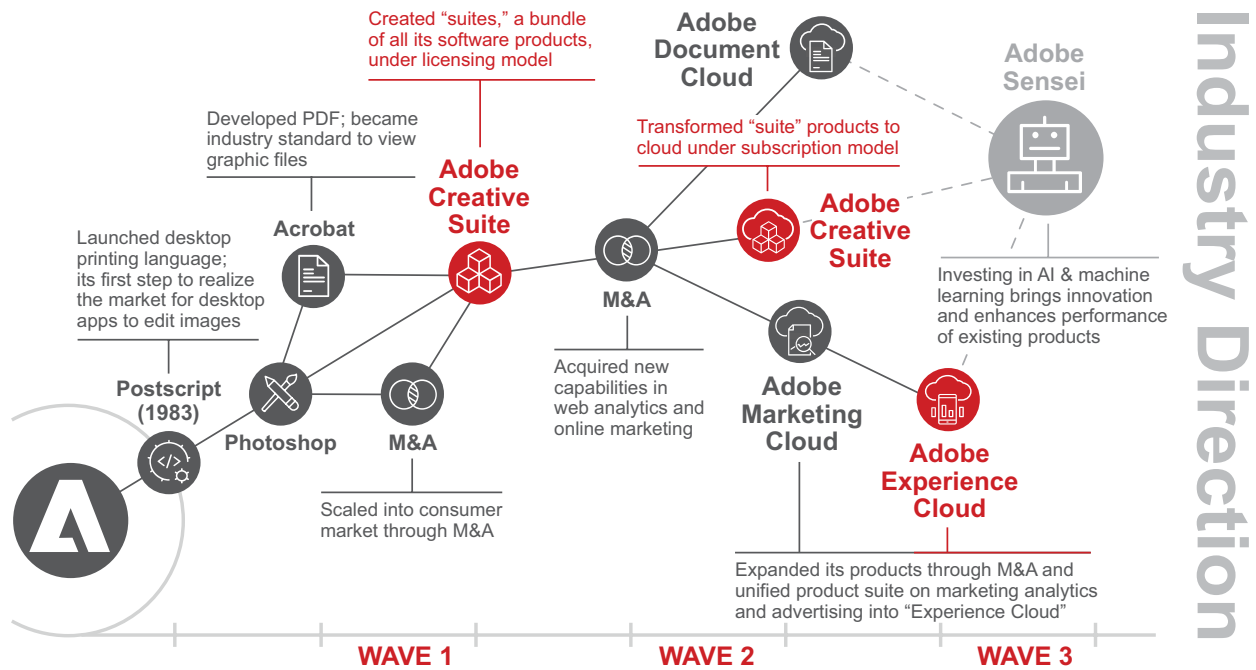 Created “suites,” a bundle
of all its software products,
under licensing model
Developed PDF; became
industry standard to view
graphic files
Adobe
Creative
Suite
Acrobat
Launched desktop
printing language;
its first step to realize
the market for desktop
apps to edit images
Postscript
(1983)
</>
Photoshop
M&A
Scaled into consumer
market through M&A
Adobe
Document
Cloud
Transformed “suite” products to
cloud under subscription model
Adobe
Creative
Suite
M&A
Acquired new
capabilities in
web analytics and
online marketing
Adobe
Marketing
Cloud
Adobe
Experience
Cloud
Expanded its products through M&A and
unified product suite on marketing analytics
and advertising into “Experience Cloud”
Adobe
Sensei
Investing in AI & machine
learning brings innovation
and enhances performance
of existing products
Industry Direction
WAVE 1
WAVE 2
WAVE 3